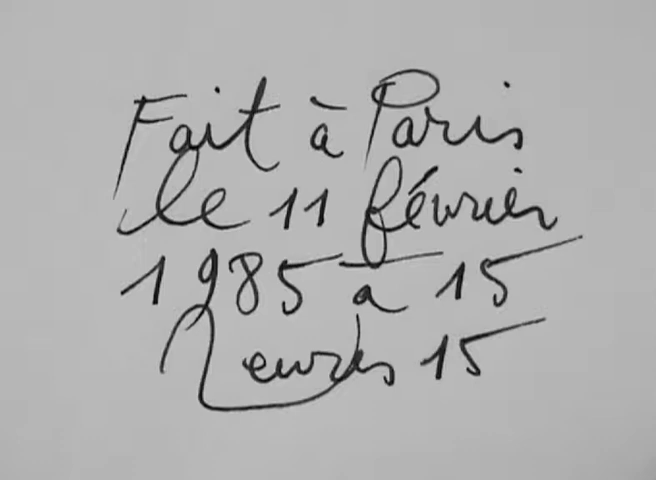 Fait à Paris
le 11 février
1985 à 15
heures 15